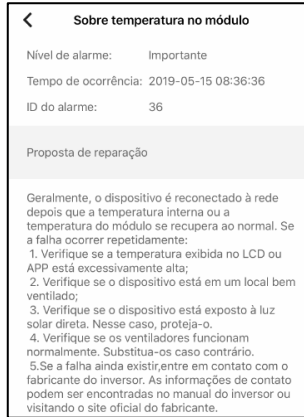 Sobre temperatura no módulo
Nível de alarme: Importante
Tempo de ocorrência: 2019-05-15 08:36:36
ID do alarme: 36
Proposta de reparação
Geralmente, o dispositivo é reconectado à rede
depois que a temperatura interna ou a
temperatura do módulo se recupera ao normal. Se
a falha ocorrer repetidamente:
1. Verifique se a temperatura exibida no LCD ou
APP está excessivamente alta;
2. Verifique se o dispositivo está em um local bem
ventilado;
3. Verifique se o dispositivo está exposto à luz
solar direta. Nesse caso, proteja-o.
4. Verifique se os ventiladores funcionam
normalmente. Substitua-os caso contrário.
5.Se a falha ainda existir,entre em contato com o
fabricante do inversor. As informações de contato
podem ser encontradas no manual do inversor ou
visitando o site oficial do fabricante.